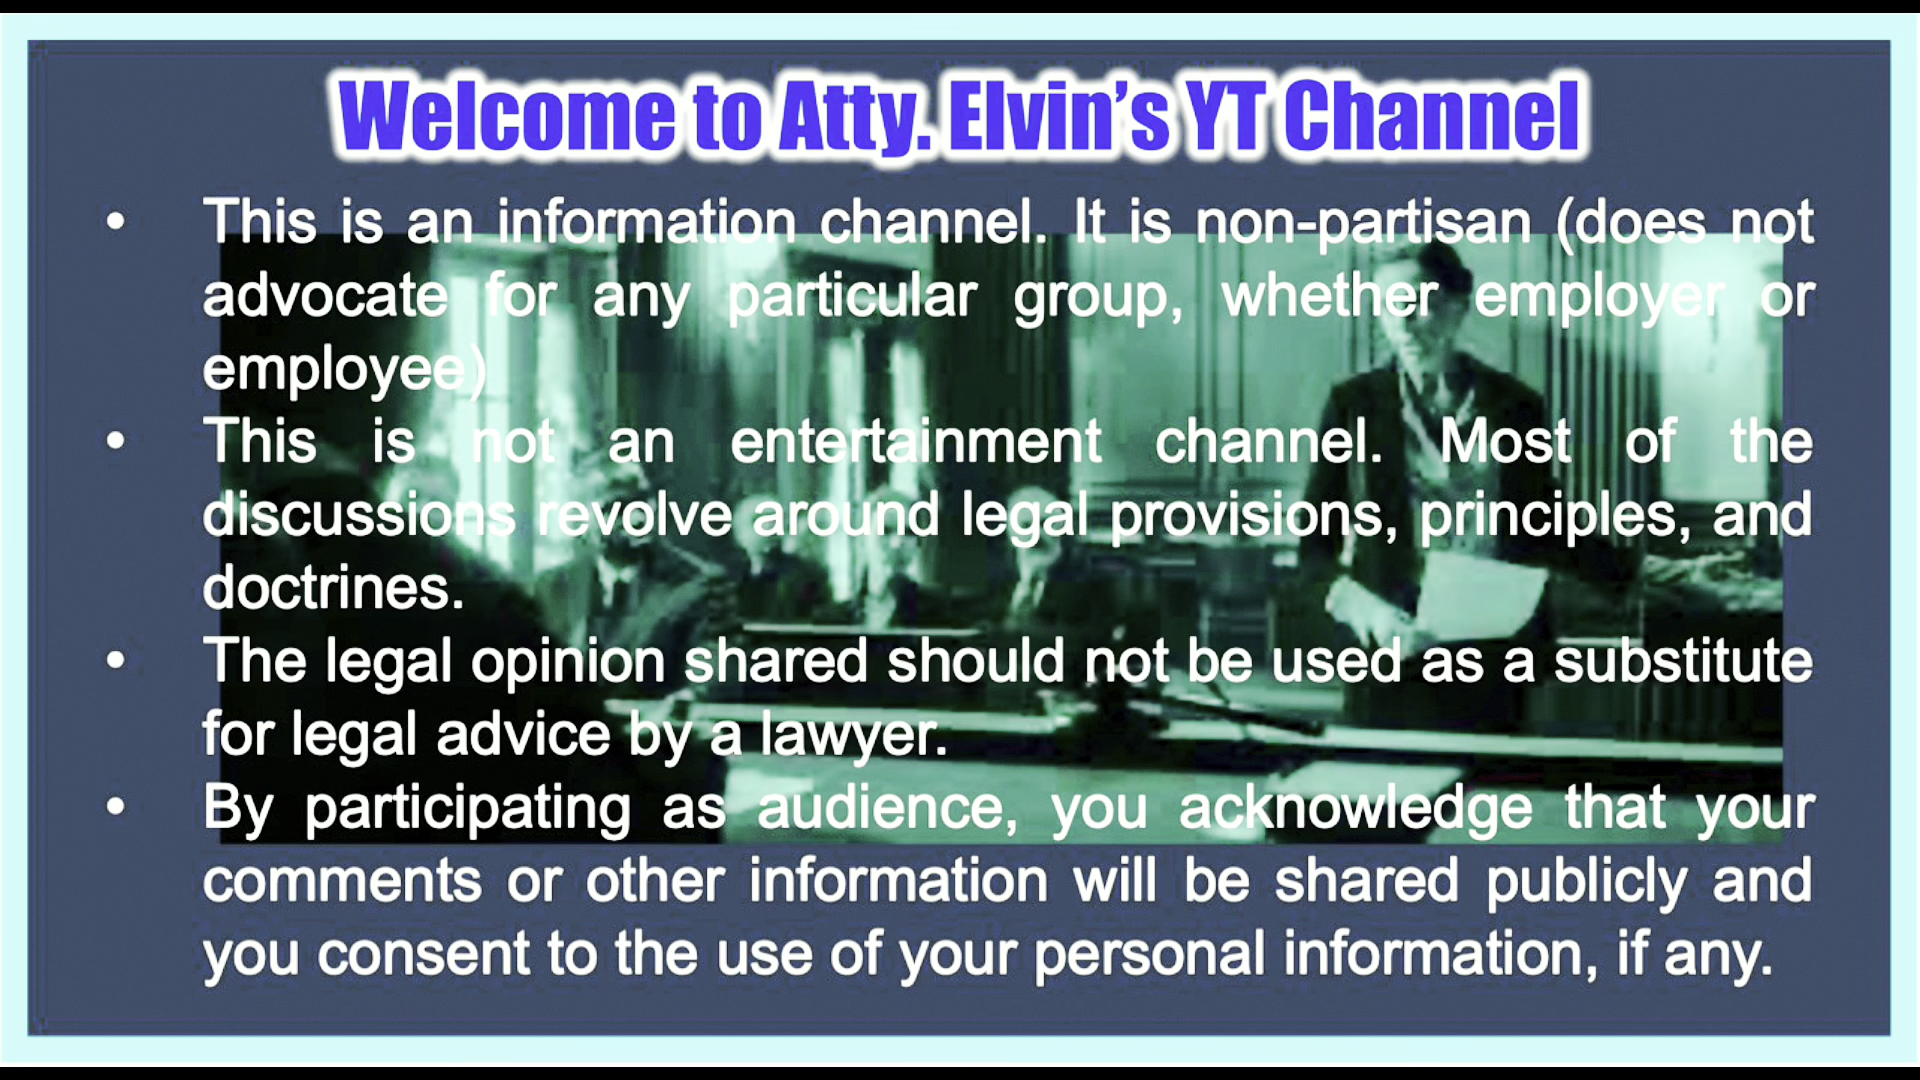 Welcome to Atty. Elvin’s YT Channel
• This is an information channel. It is non-partisan (does not
advocate for any particular group, whether employer or
employee)
• This is not an entertainment channel. Most of the
discussions revolve around legal provisions, principles, and
doctrines.
• The legal opinion shared should not be used as a substitute
for legal advice by a lawyer.
• By participating as audience, you acknowledge that your
comments or other information will be shared publicly and
you consent to the use of your personal information, if any.